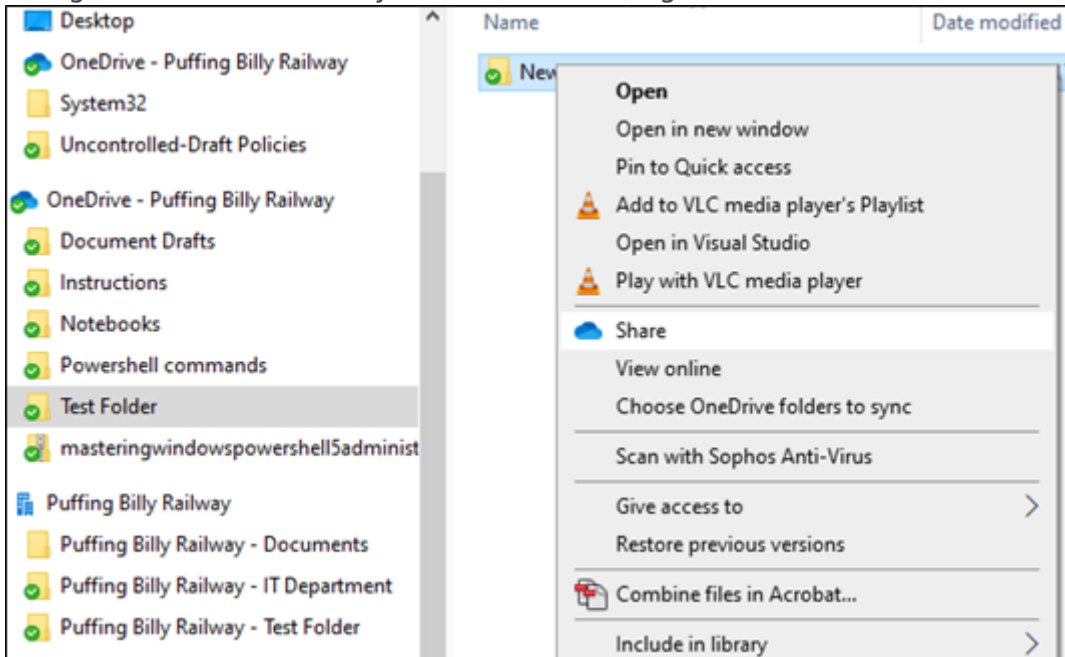 Desktop
OneDrive - Puffing Billy Railway
System32
Uncontrolled-Draft Policies
OneDrive - Puffing Billy Railway
Document Drafts
Instructions
Notebooks
Powershell commands
Test Folder
masteringwindowspowershell5administ
Puffing Billy Railway
Puffing Billy Railway - Documents
Puffing Billy Railway - IT Department
Puffing Billy Railway - Test Folder
Name
Date modified
New
Open
Open in new window
Pin to Quick access
Add to VLC media player's Playlist
Open in Visual Studio
Play with VLC media player
Share
View online
Choose OneDrive folders to sync
Scan with Sophos Anti-Virus
Give access to
Restore previous versions
Combine files in Acrobat...
Include in library